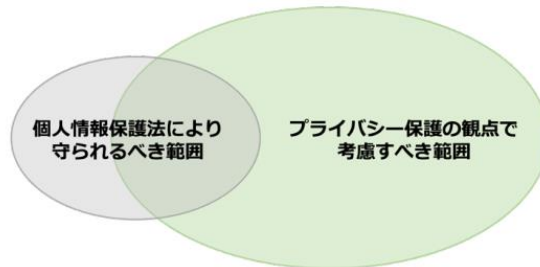 個人情報保護法により
守られるべき範囲
プライバシー保護の観点で
考慮すべき範囲